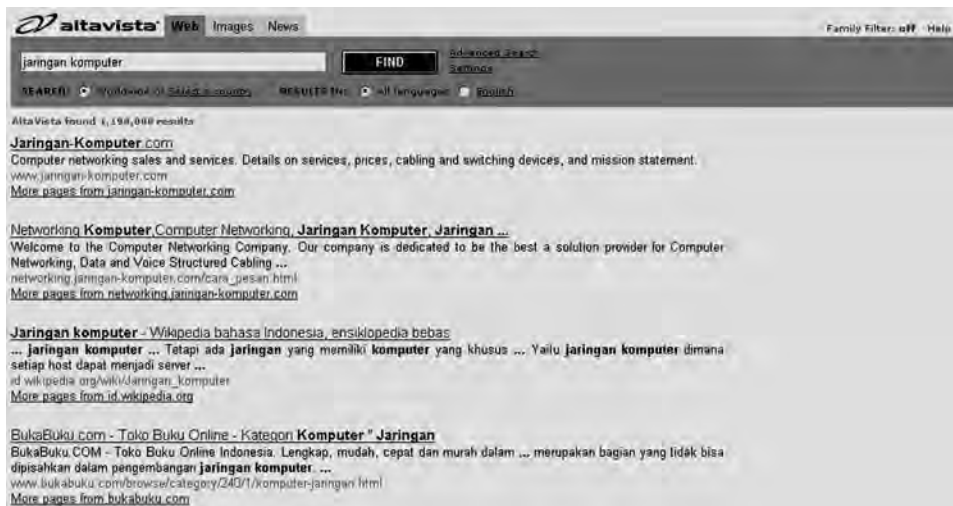 altavista Web Images News
Family Filter: off Help
jaringan komputer FIND Advanced Search
Settings
SEARCH: Worldwide or Select a country RESULTS IN: All languages English
AltaVista found 1,190,000 results
Jaringan-Komputer.com
Computer networking sales and services. Details on services, prices, cabling and switching devices, and mission statement.
www.jaringan-komputer.com
More pages from jaringan-komputer.com
Networking Komputer,Computer Networking, Jaringan Komputer, Jaringan ...
Welcome to the Computer Networking Company. Our company is dedicated to be the best a solution provider for Computer
Networking, Data and Voice Structured Cabling ...
networking.jaringan-komputer.com/cara_pesan.html
More pages from networking.jaringan-komputer.com
Jaringan komputer - Wikipedia bahasa Indonesia, ensiklopedia bebas
... jaringan komputer ... Tetapi ada jaringan yang memiliki komputer yang khusus ... Yaitu jaringan komputer dimana
setiap host dapat menjadi server ...
id.wikipedia.org/wiki/Jaringan_komputer
More pages from id.wikipedia.org
BukaBuku.com - Toko Buku Online - Kategori Komputer " Jaringan
BukaBuku.COM - Toko Buku Online Indonesia. Lengkap, mudah, cepat dan murah dalam ... merupakan bagian yang tidak bisa
dipisahkan dalam pengembangan jaringan komputer. ...
www.bukabuku.com/browse/category/240/1/komputer-jaringan.html
More pages from bukabuku.com